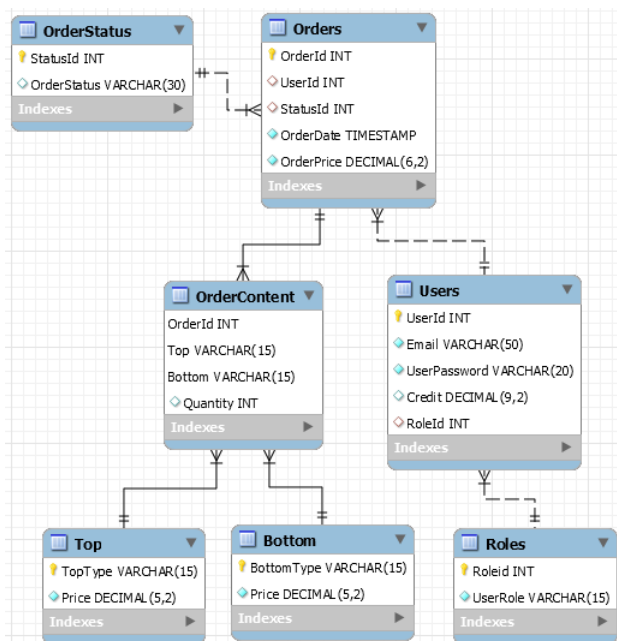 OrderStatus
StatusId INT
OrderStatus VARCHAR(30)
Indexes
Orders
OrderId INT
UserId INT
StatusId INT
OrderDate TIMESTAMP
OrderPrice DECIMAL(6,2)
Indexes
OrderContent
OrderId INT
Top VARCHAR(15)
Bottom VARCHAR(15)
Quantity INT
Indexes
Users
UserId INT
Email VARCHAR(50)
UserPassword VARCHAR(20)
Credit DECIMAL(9,2)
RoleId INT
Indexes
Top
TopType VARCHAR(15)
Price DECIMAL(5,2)
Indexes
Bottom
BottomType VARCHAR(15)
Price DECIMAL(5,2)
Indexes
Roles
Roleid INT
UserRole VARCHAR(15)
Indexes